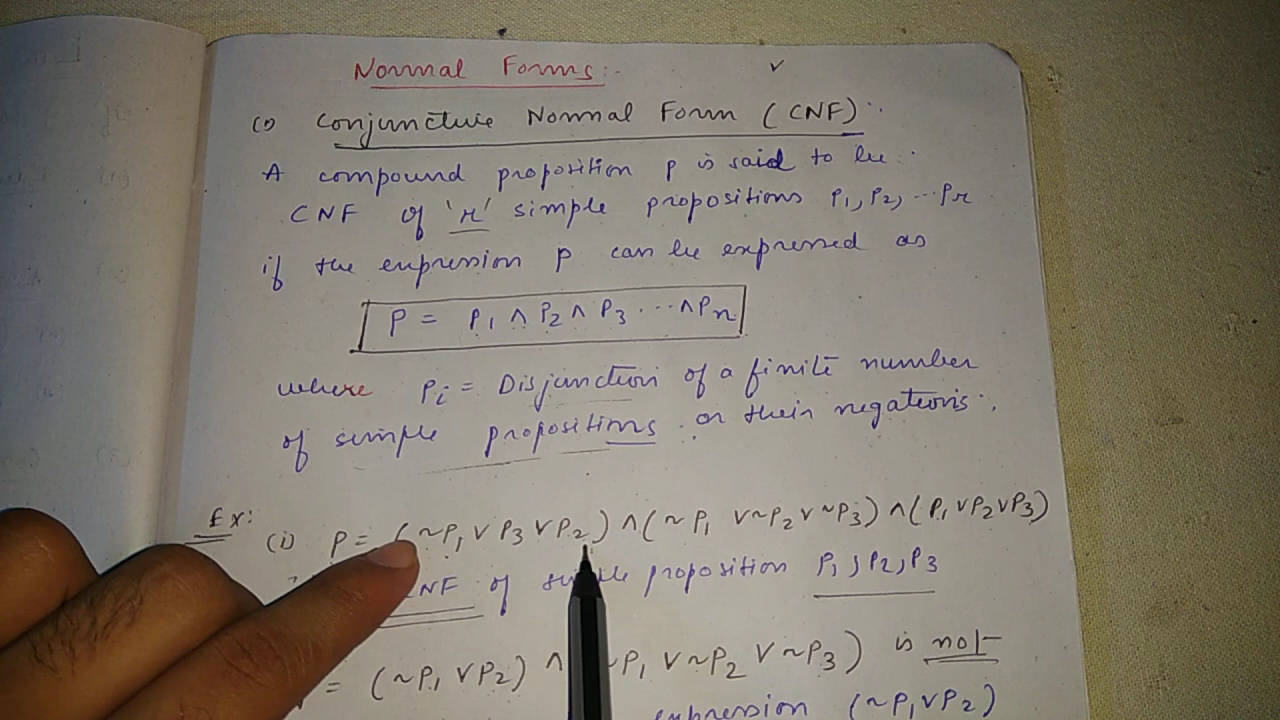 Normal Forms:-
(1) Conjunctive Normal Form (CNF):.
A compound proposition P is said to be
CNF of 'r' simple propositions P1, P2, ...Pr
if the expression P can be expressed as
P = P1 ∧ P2 ∧ P3 ... ∧ Pn
where Pi = Disjunction of a finite number
of simple propositions or their negations.
Ex:
(i) P = (~P1 ∨ P3 ∨ P2) ∧ (~P1 ∨ ~P2 ∨ ~P3) ∧ (P1 ∨ P2 ∨ P3)
CNF of simple proposition P1, P2, P3
= (~P1 ∨ P2) ∧ ~P1 ∨ ~P2 ∨ ~P3) is not
expression (~P1 ∨ P2)